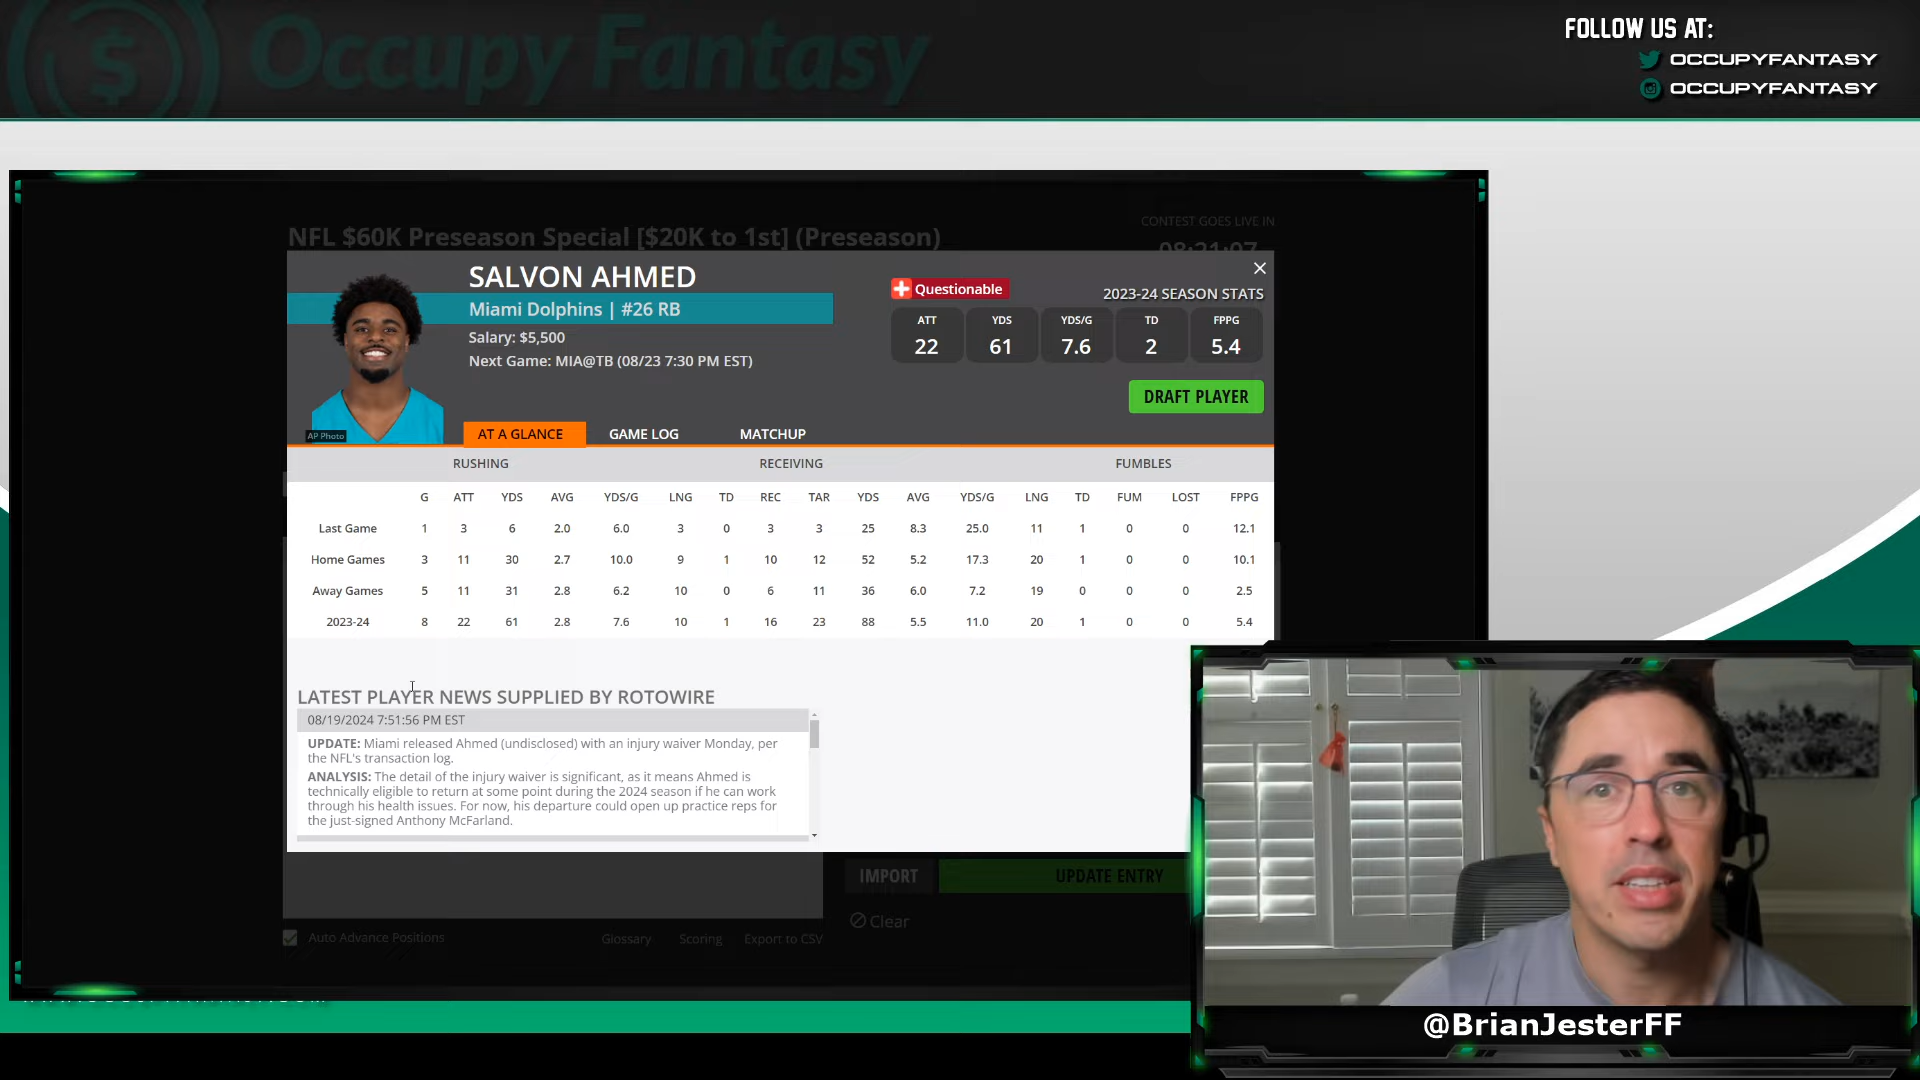 Occupy Fantasy
FOLLOW US AT:
OCCUPYFANTASY
OCCUPYFANTASY
NFL $60K Preseason Special [$20K to 1st] (Preseason)
CONTEST GOES LIVE IN
08:21:07
SALVON AHMED
Miami Dolphins | #26 RB
Salary: $5,500
Next Game: MIA@TB (08/23 7:30 PM EST)
AP Photo
Questionable
2023-24 SEASON STATS
ATT YDS YDS/G TD FPPG
22 61 7.6 2 5.4
DRAFT PLAYER
AT A GLANCE GAME LOG MATCHUP
RUSHING RECEIVING FUMBLES
G ATT YDS AVG YDS/G LNG TD REC TAR YDS AVG YDS/G LNG TD FUM LOST FPPG
Last Game 1 3 6 2.0 6.0 3 0 3 3 25 8.3 25.0 11 1 0 0 12.1
Home Games 3 11 30 2.7 10.0 9 1 10 12 52 5.2 17.3 20 1 0 0 10.1
Away Games 5 11 31 2.8 6.2 10 0 6 11 36 6.0 7.2 19 0 0 0 2.5
2023-24 8 22 61 2.8 7.6 10 1 16 23 88 5.5 11.0 20 1 0 0 5.4
LATEST PLAYER NEWS SUPPLIED BY ROTOWIRE
08/19/2024 7:51:56 PM EST
UPDATE: Miami released Ahmed (undisclosed) with an injury waiver Monday, per
the NFL's transaction log.
ANALYSIS: The detail of the injury waiver is significant, as it means Ahmed is
technically eligible to return at some point during the 2024 season if he can work
through his health issues. For now, his departure could open up practice reps for
the just-signed Anthony McFarland.
IMPORT UPDATE ENTRY
Clear
Auto Advance Positions Glossary Scoring Export to CSV
@BrianJesterFF